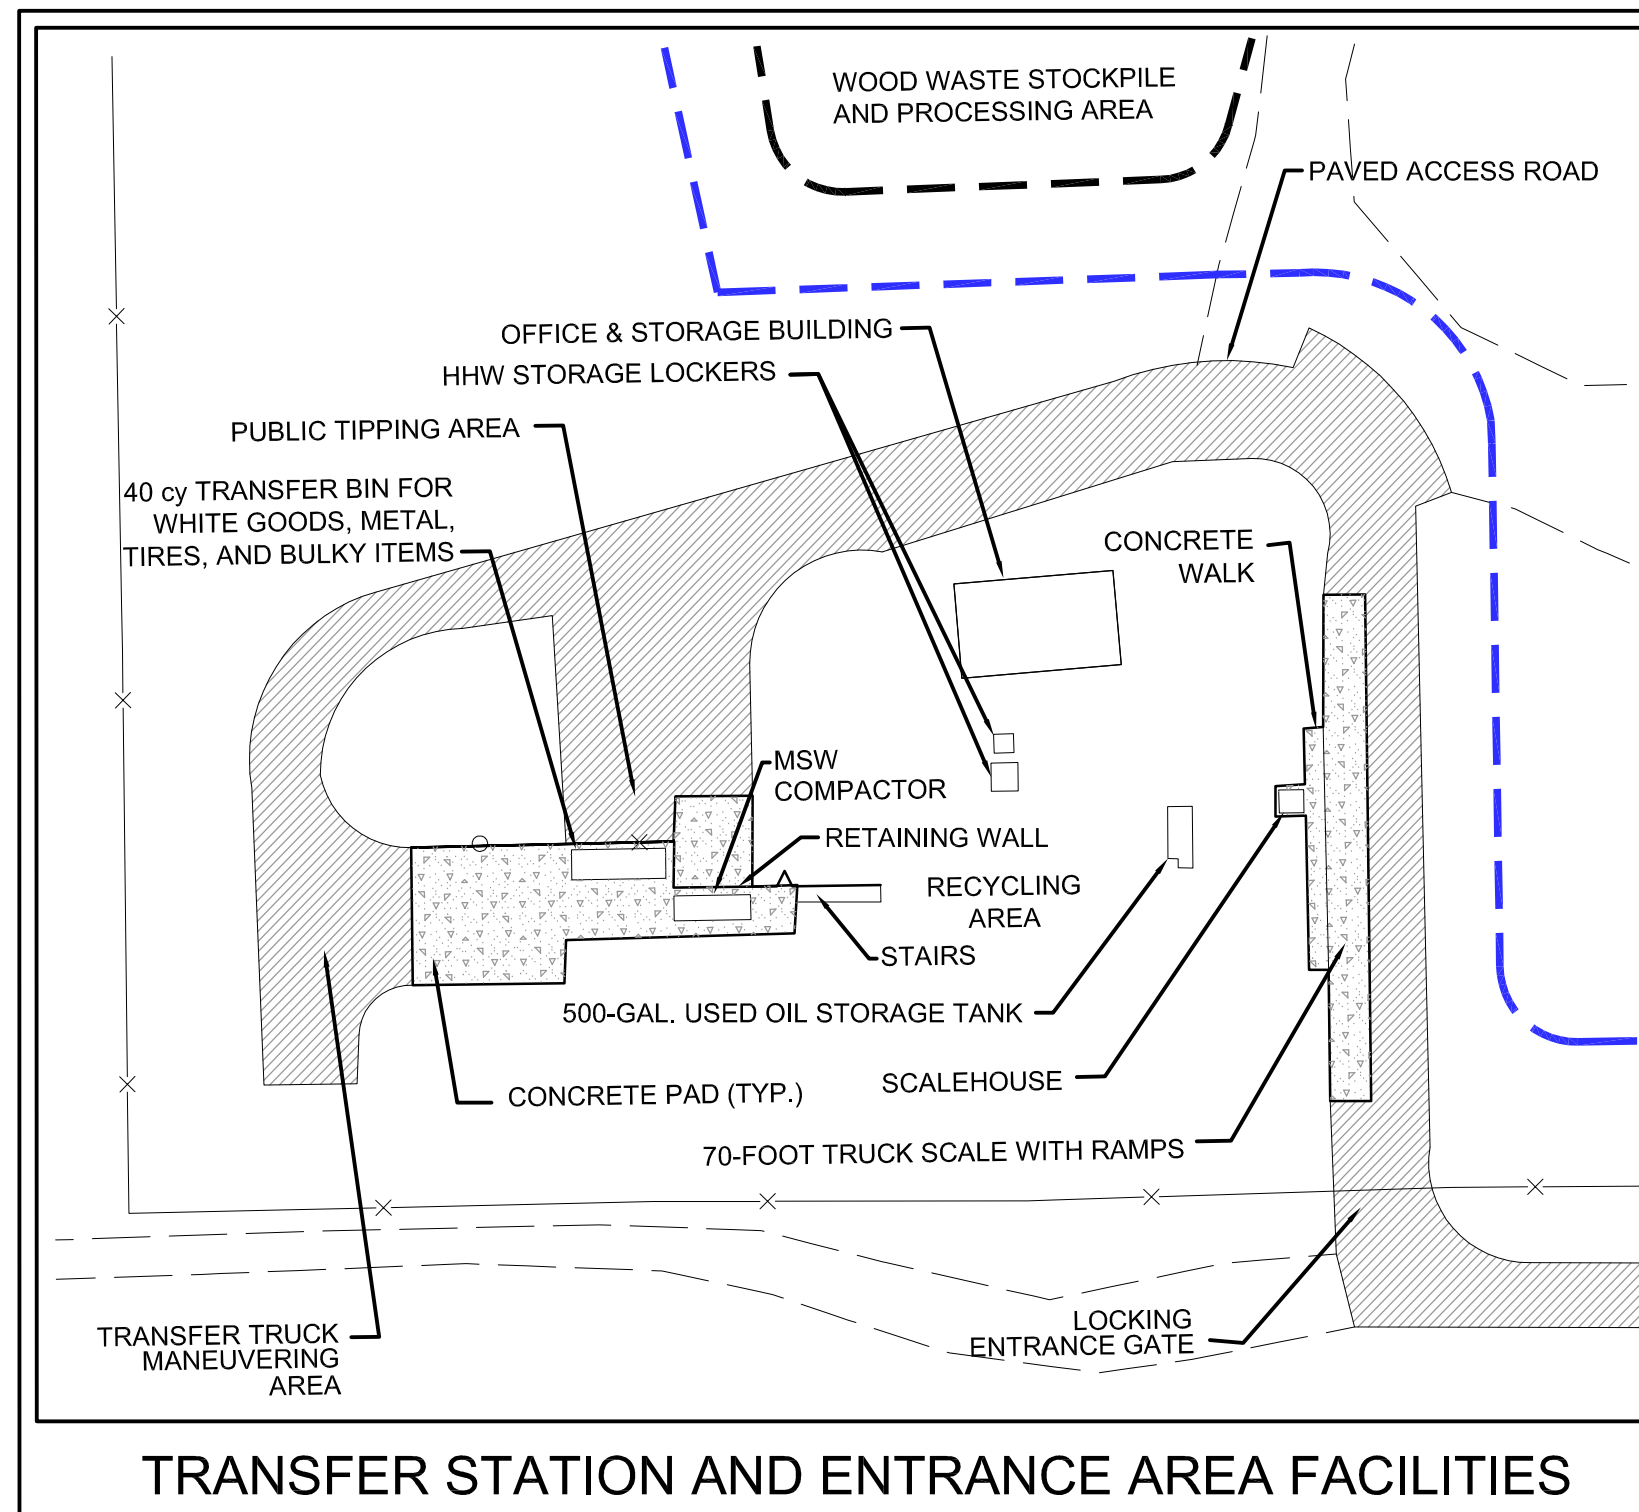 WOOD WASTE STOCKPILE
AND PROCESSING AREA
PAVED ACCESS ROAD
OFFICE & STORAGE BUILDING
HHW STORAGE LOCKERS
PUBLIC TIPPING AREA
40 cy TRANSFER BIN FOR
WHITE GOODS, METAL,
TIRES, AND BULKY ITEMS
CONCRETE
WALK
MSW
COMPACTOR
RETAINING WALL
RECYCLING
AREA
STAIRS
500-GAL. USED OIL STORAGE TANK
SCALEHOUSE
CONCRETE PAD (TYP.)
70-FOOT TRUCK SCALE WITH RAMPS
LOCKING
ENTRANCE GATE
TRANSFER TRUCK
MANEUVERING
AREA
TRANSFER STATION AND ENTRANCE AREA FACILITIES